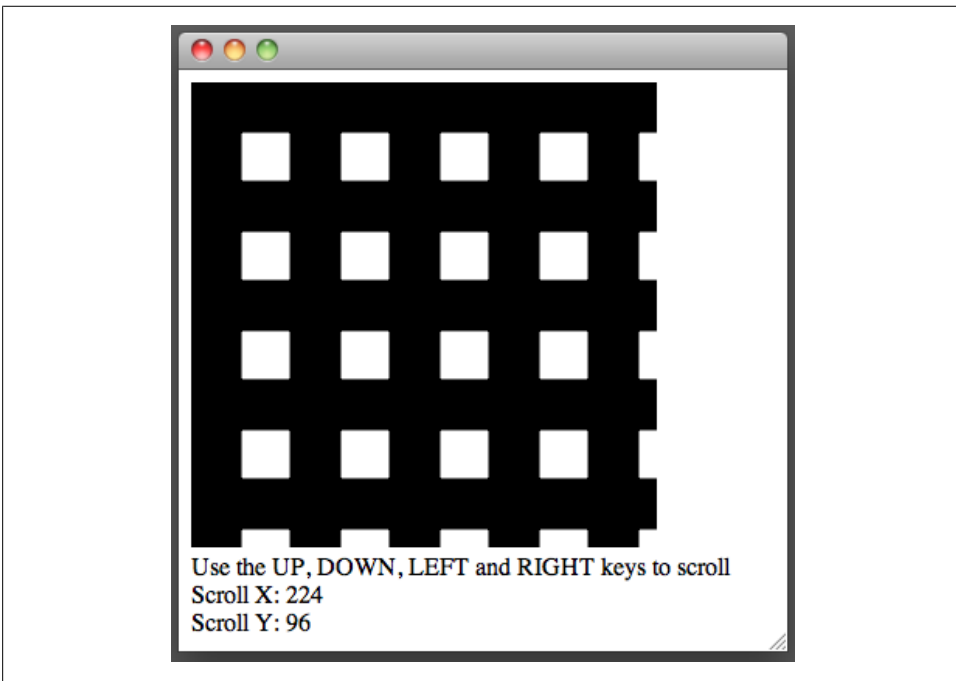 Use the UP, DOWN, LEFT and RIGHT keys to scroll
Scroll X: 224
Scroll Y: 96